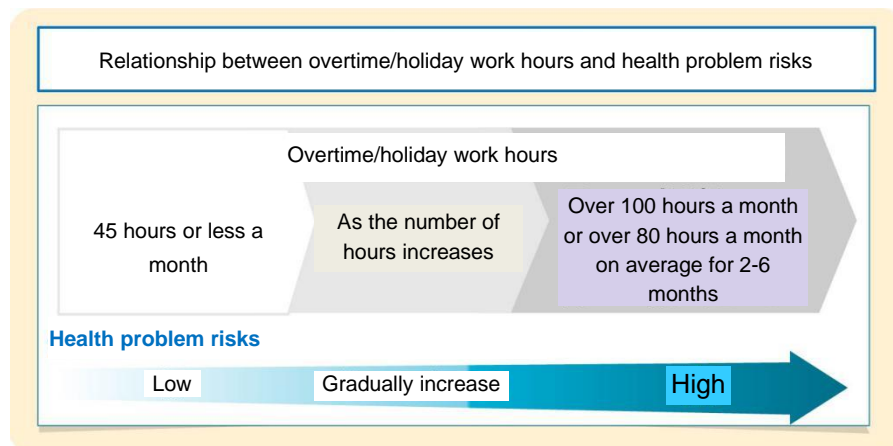 Relationship between overtime/holiday work hours and health problem risks
Overtime/holiday work hours
45 hours or less a
month
As the number of
hours increases
Over 100 hours a month
or over 80 hours a month
on average for 2-6
months
Health problem risks
Low
Gradually increase
High